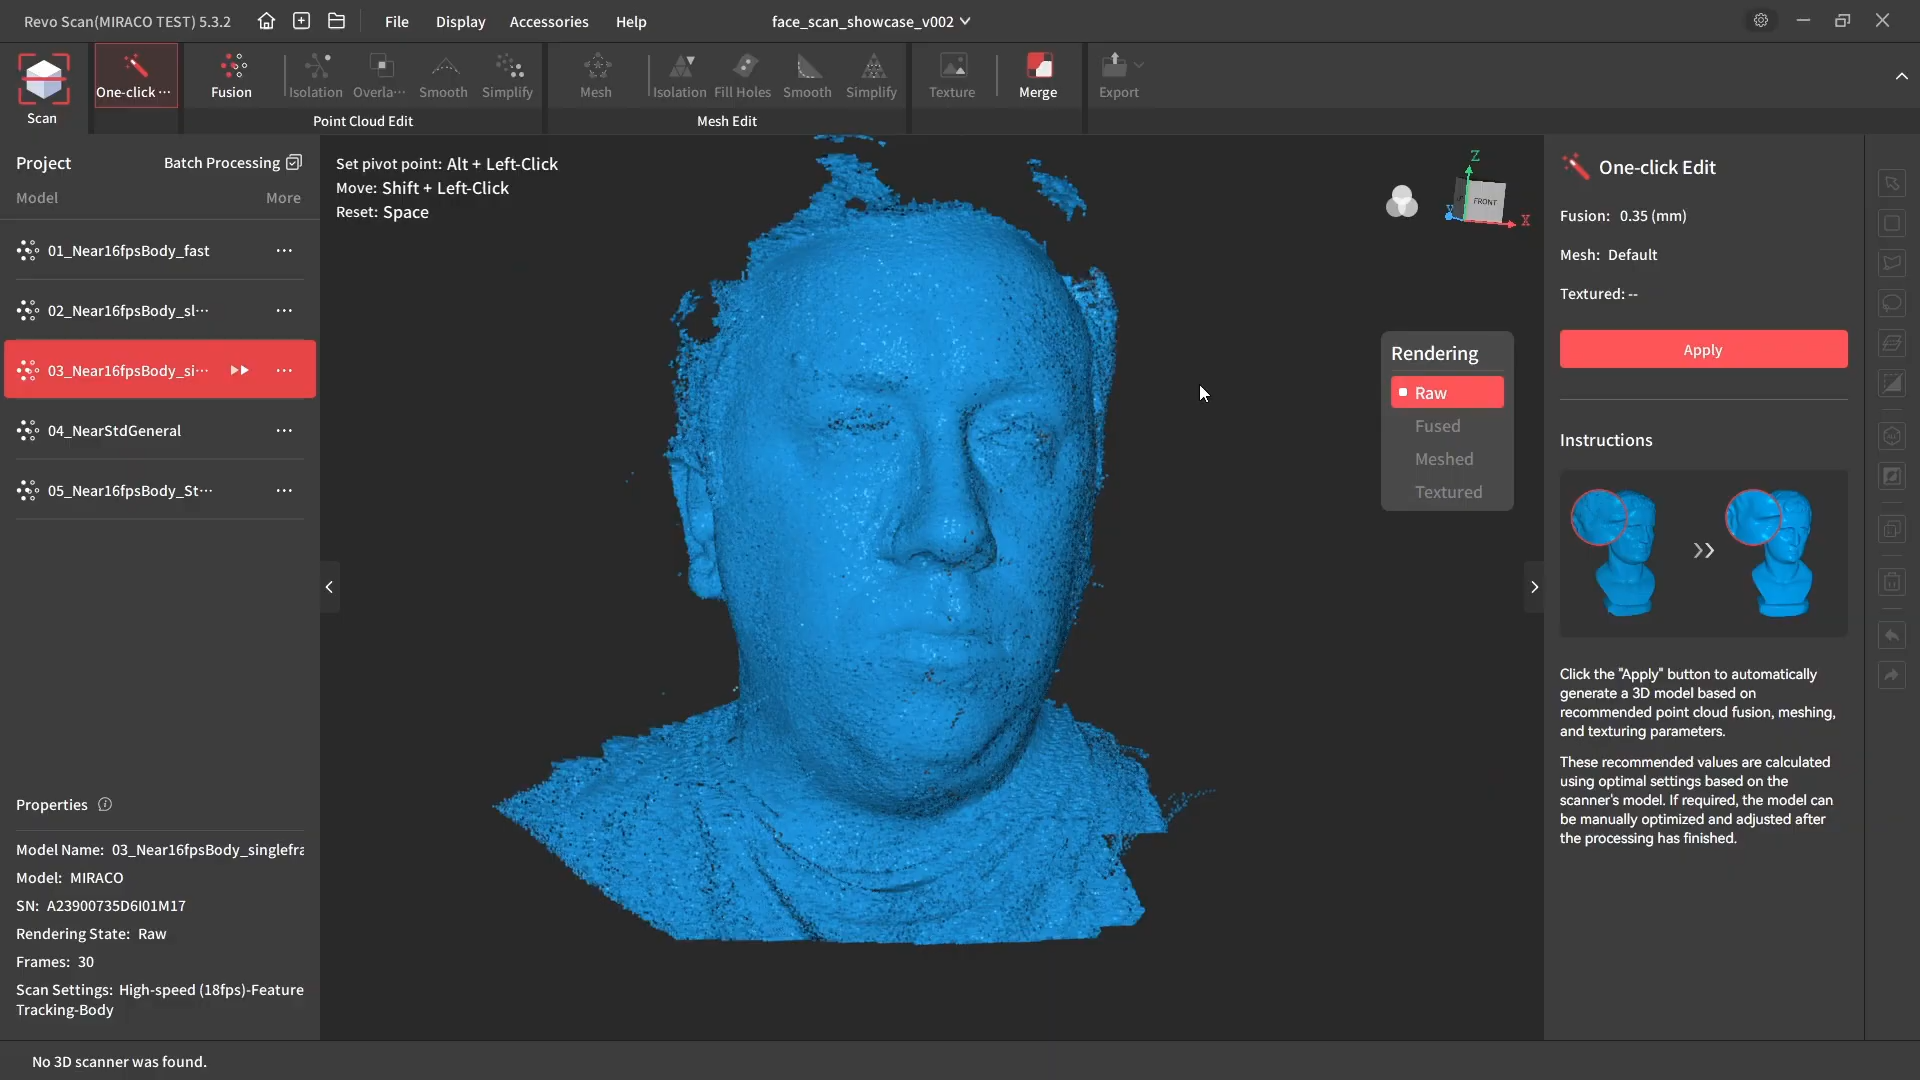 Revo Scan(MIRACO TEST) 5.3.2
File
Display
Accessories
Help
face_scan_showcase_v002
Scan
One-click ···
Fusion
Isolation
Overla···
Smooth
Simplify
Point Cloud Edit
Mesh
Isolation
Fill Holes
Smooth
Simplify
Mesh Edit
Texture
Merge
Export
Project
Batch Processing
Model
More
01_Near16fpsBody_fast
02_Near16fpsBody_sl···
03_Near16fpsBody_si···
04_NearStdGeneral
05_Near16fpsBody_St···
Properties
Model Name: 03_Near16fpsBody_singlefra
Model: MIRACO
SN: A23900735D6I01M17
Rendering State: Raw
Frames: 30
Scan Settings: High-speed (18fps)-Feature
Tracking-Body
No 3D scanner was found.
Set pivot point: Alt + Left-Click
Move: Shift + Left-Click
Reset: Space
Z
FRONT
Y
X
Rendering
Raw
Fused
Meshed
Textured
One-click Edit
Fusion: 0.35 (mm)
Mesh: Default
Textured: --
Apply
Instructions
Click the "Apply" button to automatically
generate a 3D model based on
recommended point cloud fusion, meshing,
and texturing parameters.
These recommended values are calculated
using optimal settings based on the
scanner's model. If required, the model can
be manually optimized and adjusted after
the processing has finished.